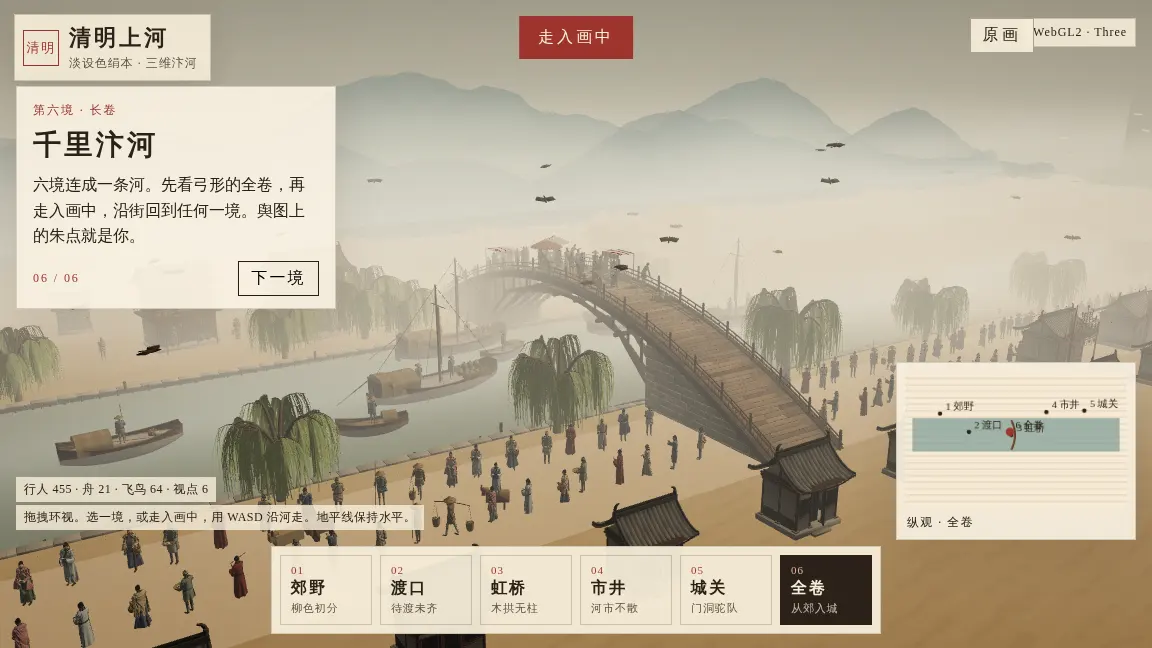 清明
清明上河
淡设色绢本 · 三维汴河
走入画中
原画
WebGL2 · Three
第六境 · 长卷
千里汴河
六境连成一条河。先看弓形的全卷，再
走入画中，沿街回到任何一境。舆图上
的朱点就是你。
06 / 06
下一境
1 郊野
4 市井
5 城关
2 渡口
6 全卷
3 虹桥
纵观 · 全卷
行人 455 · 舟 21 · 飞鸟 64 · 视点 6
拖拽环视。选一境，或走入画中，用 WASD 沿河走。地平线保持水平。
01
郊野
柳色初分
02
渡口
待渡未齐
03
虹桥
木拱无柱
04
市井
河市不散
05
城关
门洞驼队
06
全卷
从郊入城